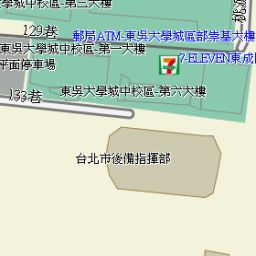 東吳大學城中校區-第三大樓
129巷
郵局ATM-東吳大學城區部崇基大樓
東吳大學城中校區-第一大樓
7-ELEVEN東成
平面停車場
133巷
東吳大學城中校區-第六大樓
台北市後備指揮部